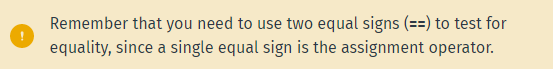 Remember that you need to use two equal signs (==) to test for
equality, since a single equal sign is the assignment operator.